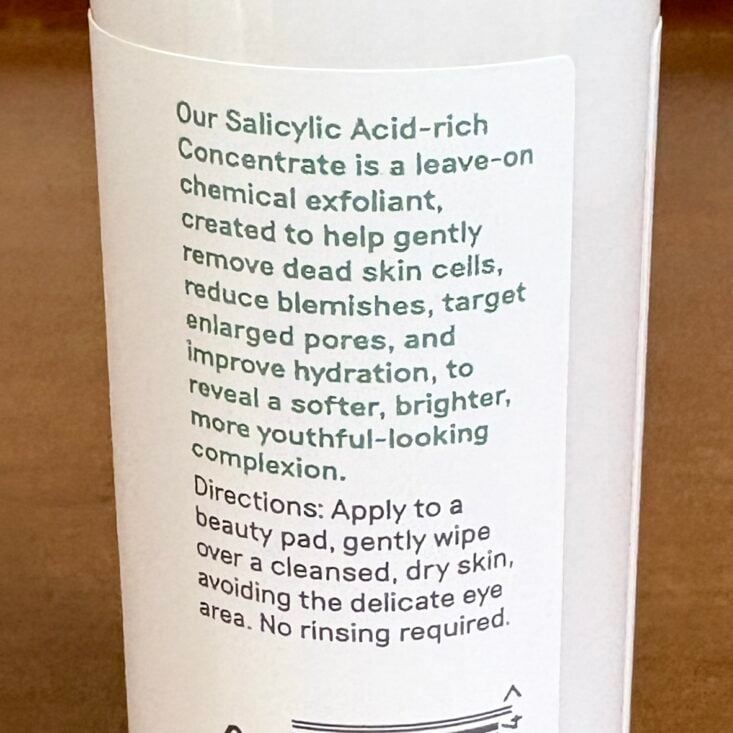 Our Salicylic Acid-rich
Concentrate is a leave-on
chemical exfoliant,
created to help gently
remove dead skin cells,
reduce blemishes, target
enlarged pores, and
improve hydration, to
reveal a softer, brighter,
more youthful-looking
complexion.
Directions: Apply to a
beauty pad, gently wipe
over a cleansed, dry skin,
avoiding the delicate eye
area. No rinsing required.